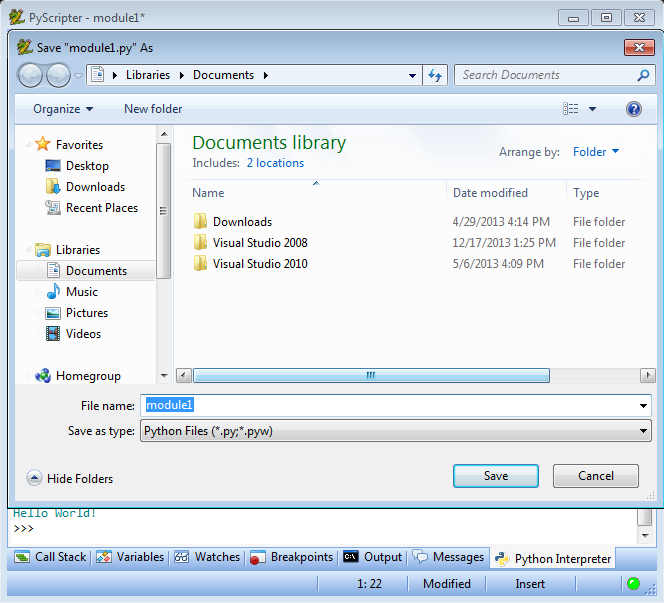 PyScripter - module1*
Save "module1.py" As
Libraries Documents
Search Documents
Organize New folder
Favorites
Desktop
Downloads
Recent Places
Libraries
Documents
Music
Pictures
Videos
Homegroup
Documents library
Includes: 2 locations
Arrange by: Folder
Name Date modified Type
Downloads 4/29/2013 4:14 PM File folder
Visual Studio 2008 12/17/2013 1:25 PM File folder
Visual Studio 2010 5/6/2013 4:09 PM File folder
File name: module1
Save as type: Python Files (*.py;*.pyw)
Hide Folders Save Cancel
Hello World!
>>>
Call Stack Variables Watches Breakpoints Output Messages Python Interpreter
1: 22 Modified Insert